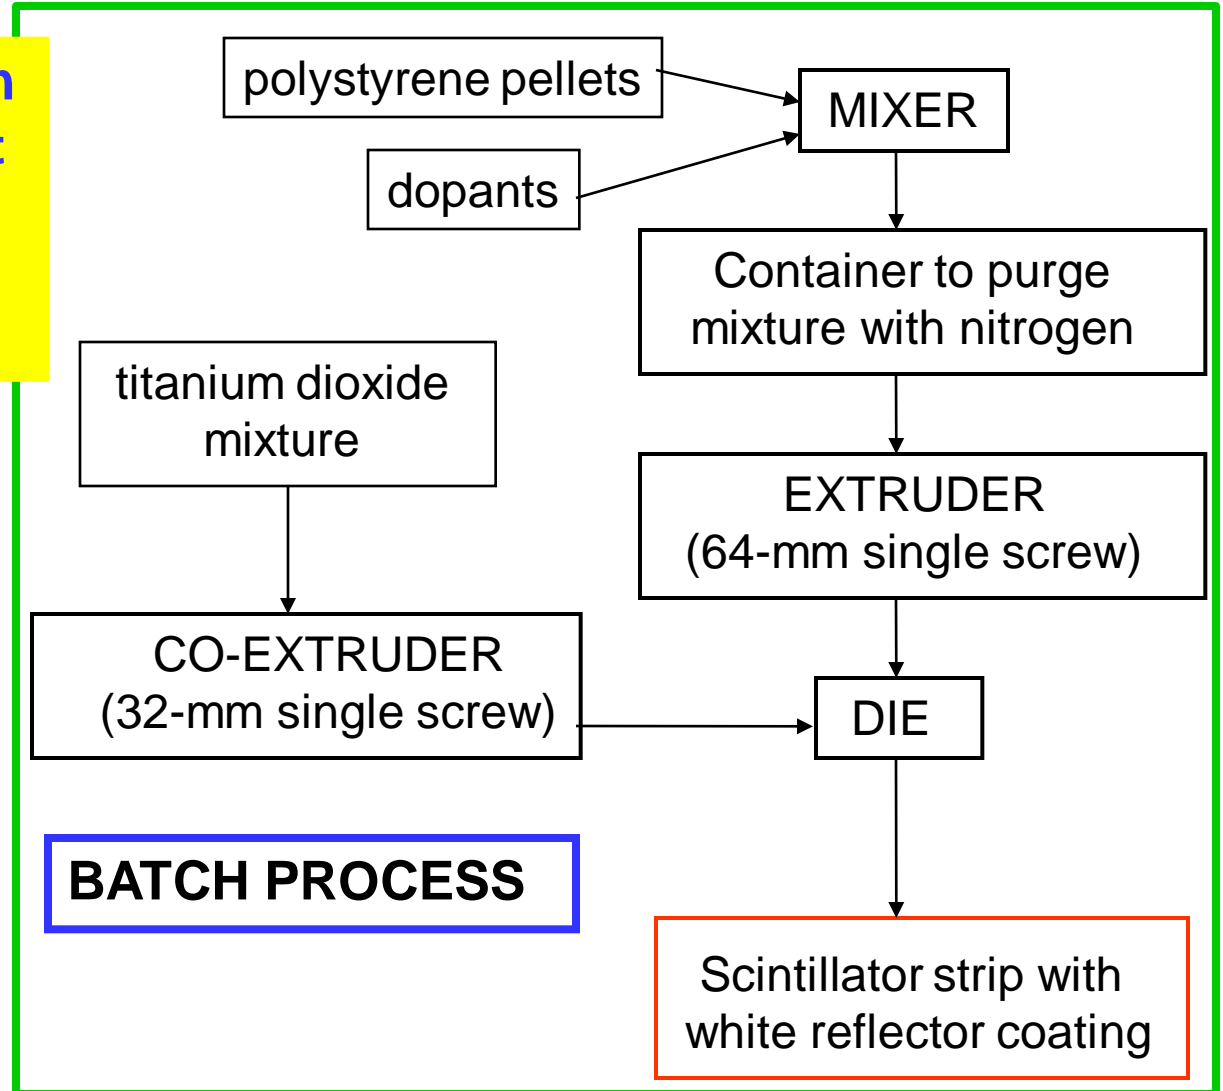 polystyrene pellets
MIXER
dopants
Container to purge
mixture with nitrogen
titanium dioxide
mixture
EXTRUDER
(64-mm single screw)
CO-EXTRUDER
(32-mm single screw)
DIE
BATCH PROCESS
Scintillator strip with
white reflector coating